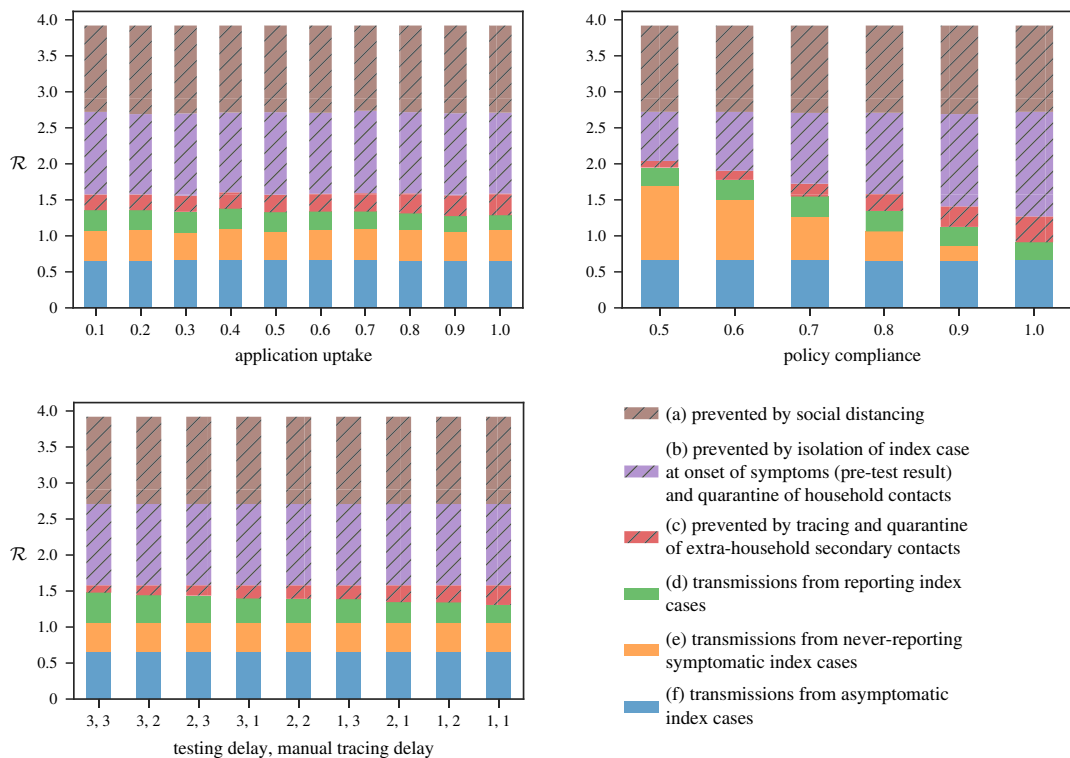 4.0
3.5
3.0
2.5
2.0
1.5
1.0
0.5
0
ℛ
0.1 0.2 0.3 0.4 0.5 0.6 0.7 0.8 0.9 1.0
application uptake
4.0
3.5
3.0
2.5
2.0
1.5
1.0
0.5
0
0.5 0.6 0.7 0.8 0.9 1.0
policy compliance
4.0
3.5
3.0
2.5
2.0
1.5
1.0
0.5
0
ℛ
3, 3 3, 2 2, 3 3, 1 2, 2 1, 3 2, 1 1, 2 1, 1
testing delay, manual tracing delay
(a) prevented by social distancing
(b) prevented by isolation of index case
at onset of symptoms (pre-test result)
and quarantine of household contacts
(c) prevented by tracing and quarantine
of extra-household secondary contacts
(d) transmissions from reporting index
cases
(e) transmissions from never-reporting
symptomatic index cases
(f) transmissions from asymptomatic
index cases